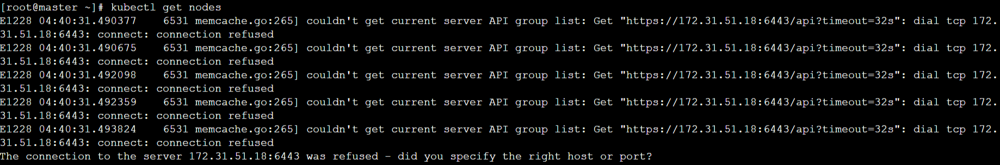 [root@master ~]# kubectl get nodes
E1228 04:40:31.490377    6531 memcache.go:265] couldn't get current server API group list: Get "https://172.31.51.18:6443/api?timeout=32s": dial tcp 172.
31.51.18:6443: connect: connection refused
E1228 04:40:31.490675    6531 memcache.go:265] couldn't get current server API group list: Get "https://172.31.51.18:6443/api?timeout=32s": dial tcp 172.
31.51.18:6443: connect: connection refused
E1228 04:40:31.492098    6531 memcache.go:265] couldn't get current server API group list: Get "https://172.31.51.18:6443/api?timeout=32s": dial tcp 172.
31.51.18:6443: connect: connection refused
E1228 04:40:31.492359    6531 memcache.go:265] couldn't get current server API group list: Get "https://172.31.51.18:6443/api?timeout=32s": dial tcp 172.
31.51.18:6443: connect: connection refused
E1228 04:40:31.493824    6531 memcache.go:265] couldn't get current server API group list: Get "https://172.31.51.18:6443/api?timeout=32s": dial tcp 172.
31.51.18:6443: connect: connection refused
The connection to the server 172.31.51.18:6443 was refused - did you specify the right host or port?